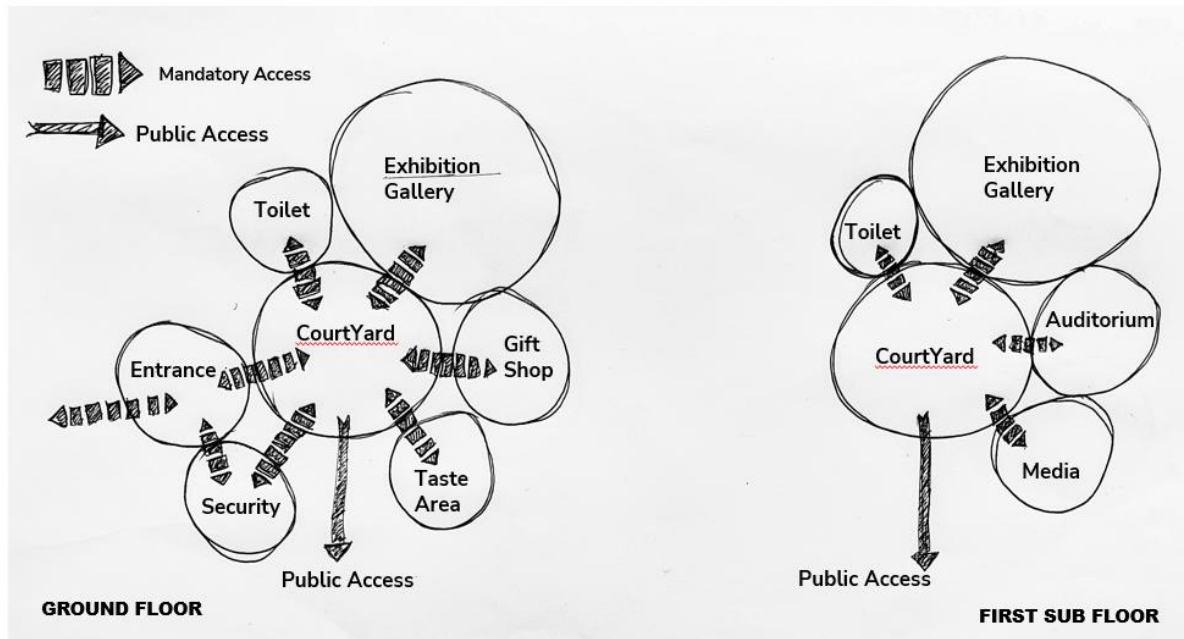 Mandatory Access
Public Access
Exhibition
Gallery
Toilet
CourtYard
Entrance
Gift
Shop
Taste
Area
Security
Public Access
GROUND FLOOR
Exhibition
Gallery
Toilet
Auditorium
CourtYard
Media
Public Access
FIRST SUB FLOOR